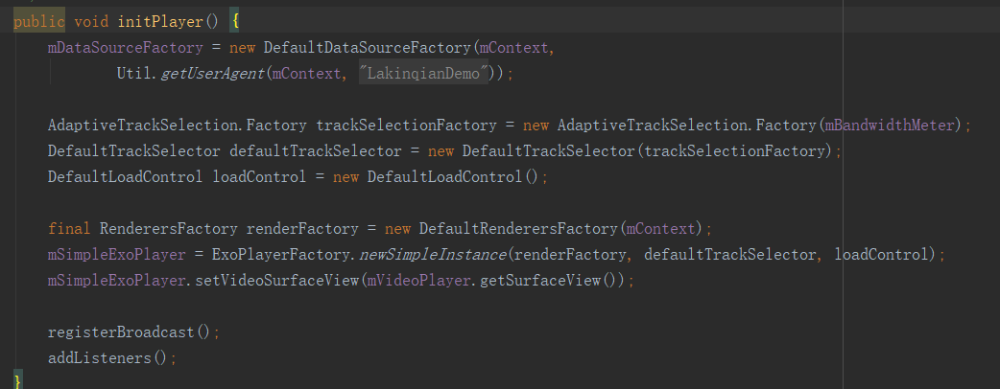 public void initPlayer() {
mDataSourceFactory = new DefaultDataSourceFactory(mContext,
Util.getUserAgent(mContext, "LakinqianDemo"));
AdaptiveTrackSelection.Factory trackSelectionFactory = new AdaptiveTrackSelection.Factory(mBandwidthMeter);
DefaultTrackSelector defaultTrackSelector = new DefaultTrackSelector(trackSelectionFactory);
DefaultLoadControl loadControl = new DefaultLoadControl();
final RenderersFactory renderFactory = new DefaultRenderersFactory(mContext);
mSimpleExoPlayer = ExoPlayerFactory.newSimpleInstance(renderFactory, defaultTrackSelector, loadControl);
mSimpleExoPlayer.setVideoSurfaceView(mVideoPlayer.getSurfaceView());
registerBroadcast();
addListeners();
}